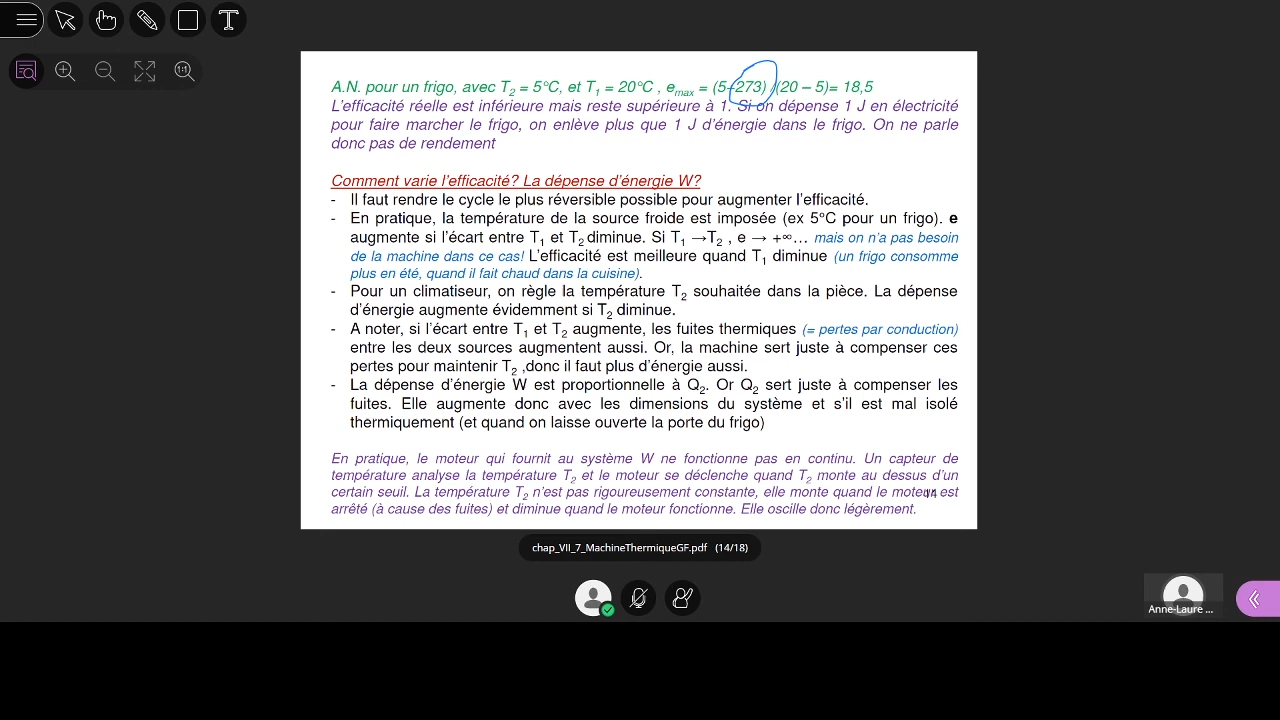 T
1:1
A.N. pour un frigo, avec T2 = 5°C, et T1 = 20°C , emax = (5+273) /(20 – 5)= 18,5
L'efficacité réelle est inférieure mais reste supérieure à 1. Si on dépense 1 J en électricité
pour faire marcher le frigo, on enlève plus que 1 J d'énergie dans le frigo. On ne parle
donc pas de rendement
Comment varie l'efficacité? La dépense d'énergie W?
- Il faut rendre le cycle le plus réversible possible pour augmenter l'efficacité.
- En pratique, la température de la source froide est imposée (ex 5°C pour un frigo). e
augmente si l'écart entre T1 et T2 diminue. Si T1 →T2 , e → +∞… mais on n'a pas besoin
de la machine dans ce cas! L'efficacité est meilleure quand T1 diminue (un frigo consomme
plus en été, quand il fait chaud dans la cuisine).
- Pour un climatiseur, on règle la température T2 souhaitée dans la pièce. La dépense
d'énergie augmente évidemment si T2 diminue.
- A noter, si l'écart entre T1 et T2 augmente, les fuites thermiques (= pertes par conduction)
entre les deux sources augmentent aussi. Or, la machine sert juste à compenser ces
pertes pour maintenir T2 ,donc il faut plus d'énergie aussi.
- La dépense d'énergie W est proportionnelle à Q2. Or Q2 sert juste à compenser les
fuites. Elle augmente donc avec les dimensions du système et s'il est mal isolé
thermiquement (et quand on laisse ouverte la porte du frigo)
En pratique, le moteur qui fournit au système W ne fonctionne pas en continu. Un capteur de
température analyse la température T2 et le moteur se déclenche quand T2 monte au dessus d'un
certain seuil. La température T2 n'est pas rigoureusement constante, elle monte quand le moteur est
arrêté (à cause des fuites) et diminue quand le moteur fonctionne. Elle oscille donc légèrement.
14
chap_VII_7_MachineThermiqueGF.pdf (14/18)
Anne-Laure ...